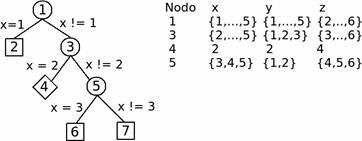 1
x=1
x != 1
2
3
x = 2
x != 2
4
5
x = 3
x != 3
6
7
Nodo x y z
1 {1,...,5} {1,...,5} {2,..,6}
3 {2,...,5} {1,2,3} {3,..,6}
4 2 2 4
5 {3,4,5} {1,2} {4,5,6}